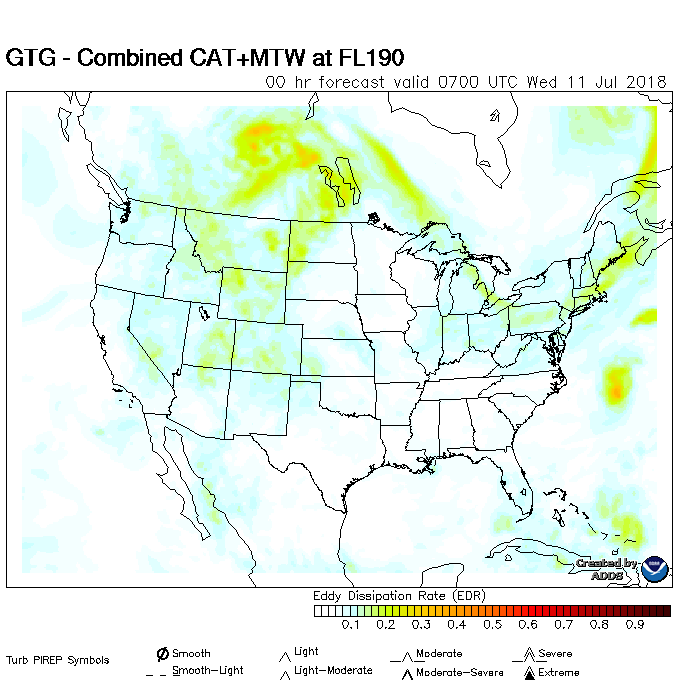 GTG - Combined CAT+MTW at FL190
00 hr forecast valid 0700 UTC Wed 11 Jul 2018
Created by
ADDS
Eddy Dissipation Rate (EDR)
0.1 0.2 0.3 0.4 0.5 0.6 0.7 0.8 0.9
Turb PIREP Symbols
Smooth Light Moderate Severe
Smooth-Light Light-Moderate Moderate-Severe Extreme